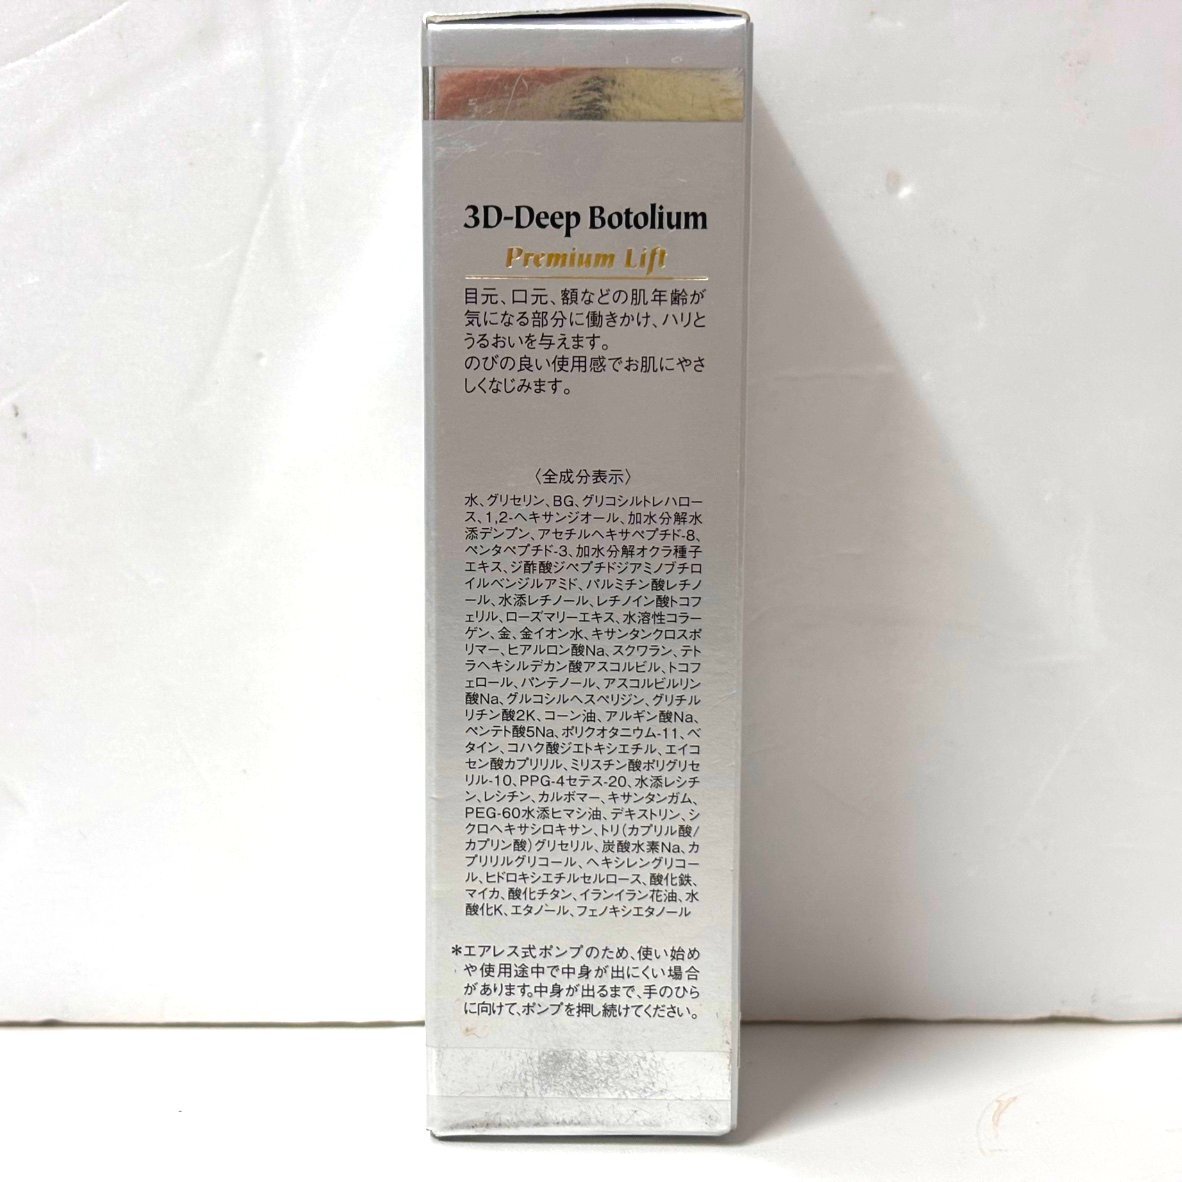 3D-Deep Botolium
Premium Lift
目元、口元、額などの肌年齢が
気になる部分に働きかけ、ハリと
うるおいを与えます。
のびの良い使用感でお肌にやさ
しくなじみます。
〈全成分表示〉
水、グリセリン、BG、グリコシルトレハロー
ス、1,2-ヘキサンジオール、加水分解水
添デンプン、アセチルヘキサペプチド-8、
ペンタペプチド-3、加水分解オクラ種子
エキス、ジ酢酸ジペプチドジアミノブチロ
イルベンジルアミド、パルミチン酸レチノ
ール、水添レチノール、レチノイン酸トコフ
ェリル、ローズマリーエキス、水溶性コラー
ゲン、金、金イオン水、キサンタンクロスポ
リマー、ヒアルロン酸Na、スクワラン、テト
ラヘキシルデカン酸アスコルビル、トコフ
ェロール、パンテノール、アスコルビルリン
酸Na、グルコシルヘスペリジン、グリチル
リチン酸2K、コーン油、アルギン酸Na、
ペンテト酸5Na、ポリクオタニウム-11、ベ
タイン、コハク酸ジエトキシエチル、エイコ
セン酸カプリリル、ミリスチン酸ポリグリセ
リル-10、PPG-4セテス-20、水添レシチ
ン、レシチン、カルボマー、キサンタンガム、
PEG-60水添ヒマシ油、デキストリン、シ
クロヘキサシロキサン、トリ(カプリル酸/
カプリン酸)グリセリル、炭酸水素Na、カ
プリリルグリコール、ヘキシレングリコー
ル、ヒドロキシエチルセルロース、酸化鉄、
マイカ、酸化チタン、イランイラン花油、水
酸化K、エタノール、フェノキシエタノール
＊エアレス式ポンプのため、使い始め
や使用途中で中身が出にくい場合
があります。中身が出るまで、手のひら
に向けて、ポンプを押し続けてください。